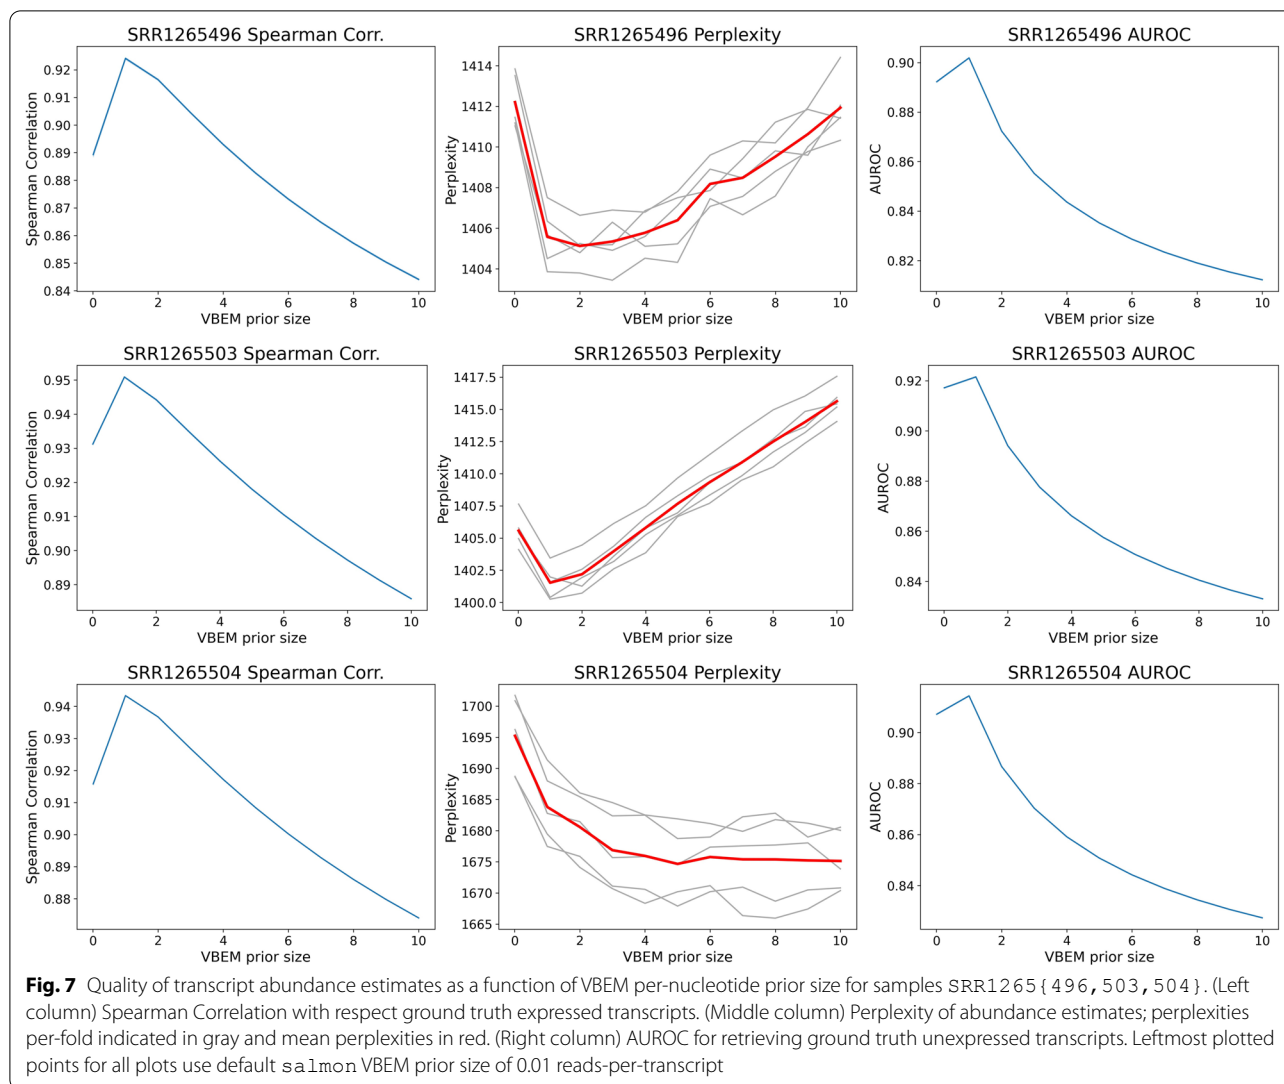 SRR1265496 Spearman Corr.
0.92
0.91
0.90
0.89
0.88
0.87
0.86
0.85
0.84
Spearman Correlation
0 2 4 6 8 10
VBEM prior size
SRR1265496 Perplexity
1414
1412
1410
1408
1406
1404
Perplexity
0 2 4 6 8 10
VBEM prior size
SRR1265496 AUROC
0.90
0.88
0.86
0.84
0.82
AUROC
0 2 4 6 8 10
VBEM prior size
SRR1265503 Spearman Corr.
0.95
0.94
0.93
0.92
0.91
0.90
0.89
Spearman Correlation
0 2 4 6 8 10
VBEM prior size
SRR1265503 Perplexity
1417.5
1415.0
1412.5
1410.0
1407.5
1405.0
1402.5
1400.0
Perplexity
0 2 4 6 8 10
VBEM prior size
SRR1265503 AUROC
0.92
0.90
0.88
0.86
0.84
AUROC
0 2 4 6 8 10
VBEM prior size
SRR1265504 Spearman Corr.
0.94
0.93
0.92
0.91
0.90
0.89
0.88
Spearman Correlation
0 2 4 6 8 10
VBEM prior size
SRR1265504 Perplexity
1700
1695
1690
1685
1680
1675
1670
1665
Perplexity
0 2 4 6 8 10
VBEM prior size
SRR1265504 AUROC
0.90
0.88
0.86
0.84
AUROC
0 2 4 6 8 10
VBEM prior size
Fig. 7 Quality of transcript abundance estimates as a function of VBEM per-nucleotide prior size for samples SRR1265{496,503,504}. (Left
column) Spearman Correlation with respect ground truth expressed transcripts. (Middle column) Perplexity of abundance estimates; perplexities
per-fold indicated in gray and mean perplexities in red. (Right column) AUROC for retrieving ground truth unexpressed transcripts. Leftmost plotted
points for all plots use default salmon VBEM prior size of 0.01 reads-per-transcript